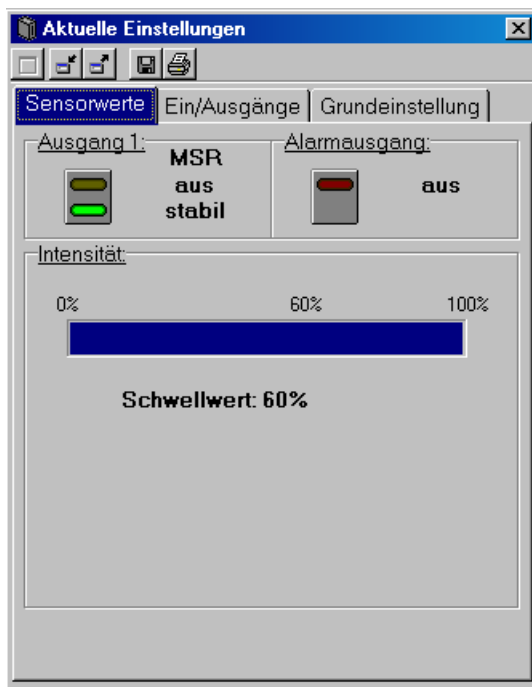 Aktuelle Einstellungen
Sensorwerte Ein/Ausgänge Grundeinstellung
Ausgang 1: Alarmausgang:
MSR
aus aus
stabil
Intensität:
0% 60% 100%
Schwellwert: 60%